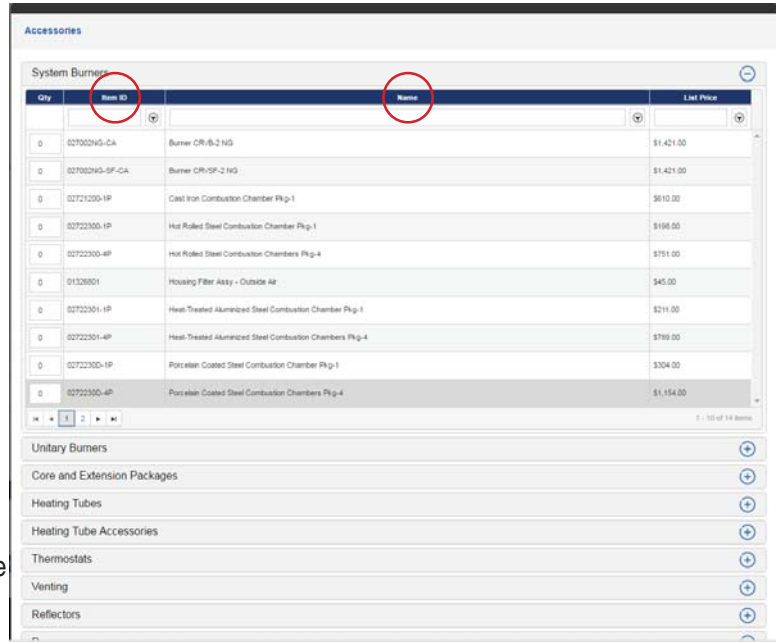 Accessories
System Burners
Qty Item ID Name List Price
0 027002NG-CA Burner CRV/B-2 NG $1,421.00
0 027002NG-SF-CA Burner CRV/SF-2 NG $1,421.00
0 02721200-1P Cast Iron Combustion Chamber Pkg-1 $610.00
0 02722300-1P Hot Rolled Steel Combustion Chamber Pkg-1 $198.00
0 02722300-4P Hot Rolled Steel Combustion Chambers Pkg-4 $751.00
0 01326801 Housing Filter Assy - Outside Air $45.00
0 02722301-1P Heat-Treated Aluminized Steel Combustion Chamber Pkg-1 $211.00
0 02722301-4P Heat-Treated Aluminized Steel Combustion Chambers Pkg-4 $789.00
0 0272230D-1P Porcelain Coated Steel Combustion Chamber Pkg-1 $304.00
0 0272230D-4P Porcelain Coated Steel Combustion Chambers Pkg-4 $1,154.00
1 2 1 - 10 of 14 items
Unitary Burners
Core and Extension Packages
Heating Tubes
Heating Tube Accessories
Thermostats
e
Venting
Reflectors